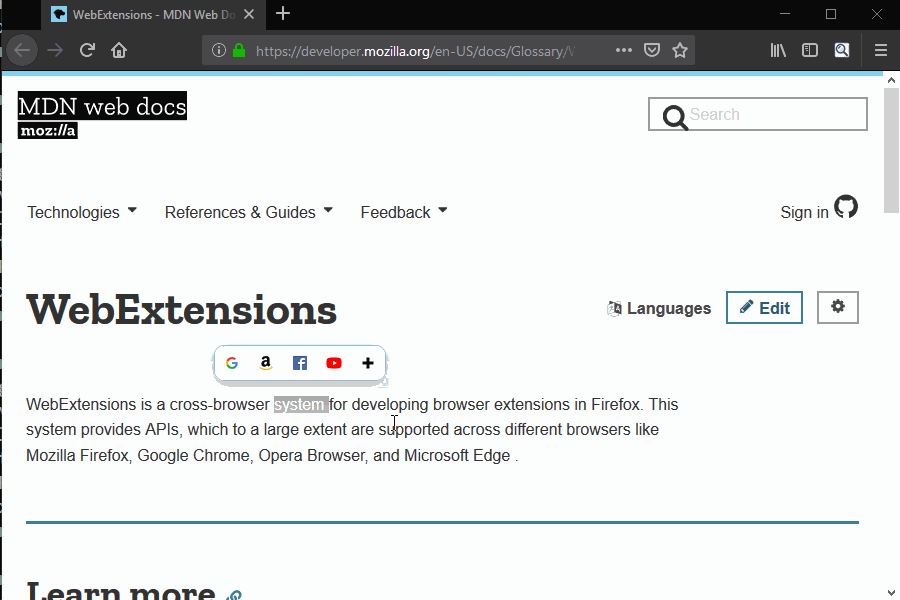 WebExtensions - MDN Web Do
https://developer.mozilla.org/en-US/docs/Glossary/
MDN web docs
moz://a
Search
Technologies References & Guides Feedback
Sign in
WebExtensions
Languages Edit
G a f
WebExtensions is a cross-browser system for developing browser extensions in Firefox. This
system provides APIs, which to a large extent are supported across different browsers like
Mozilla Firefox, Google Chrome, Opera Browser, and Microsoft Edge .
Learn more